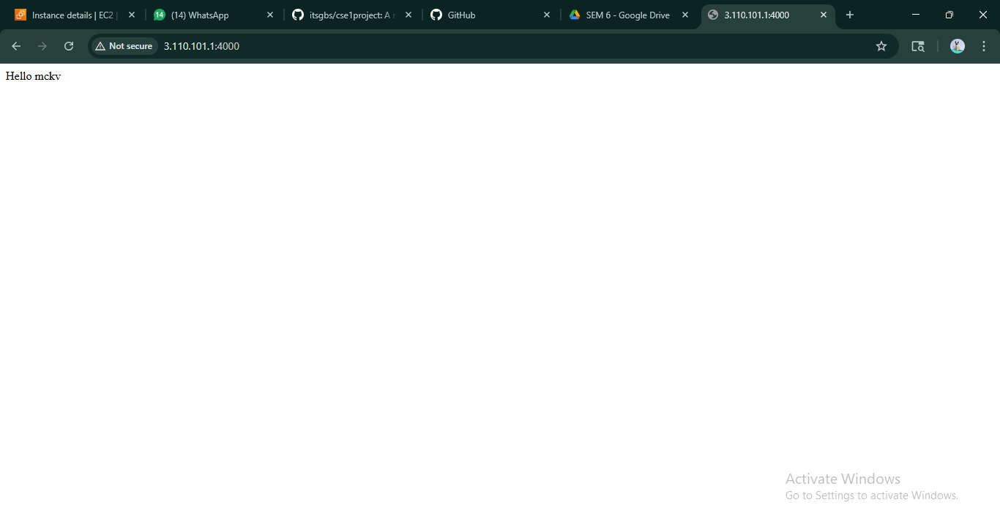 Instance details | EC2 |
14 (14) WhatsApp
itsgbs/cse1project: A
GitHub
SEM 6 - Google Drive
3.110.101.1:4000
Not secure
3.110.101.1:4000
Hello mckv
Activate Windows
Go to Settings to activate Windows.